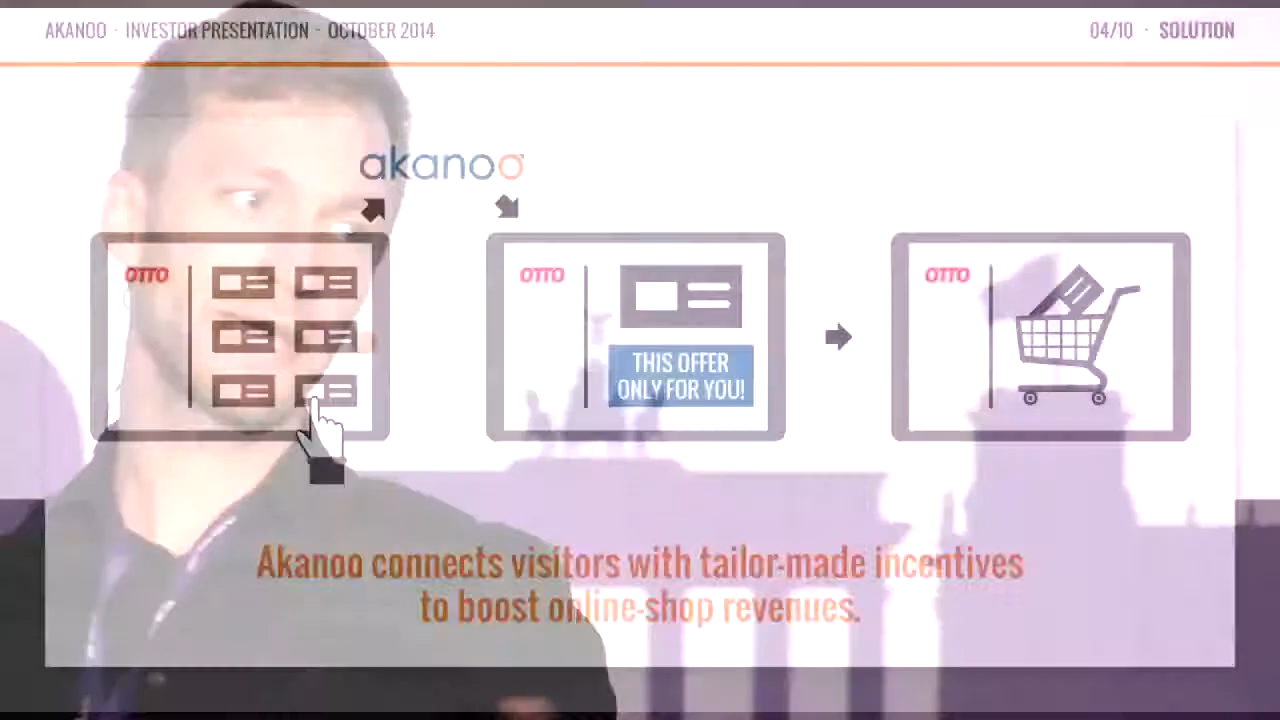 AKANOO · INVESTOR PRESENTATION · OCTOBER 2014
04/10 · SOLUTION
akanoo
OTTO
OTTO
OTTO
THIS OFFER
ONLY FOR YOU!
Akanoo connects visitors with tailor-made incentives
to boost online-shop revenues.